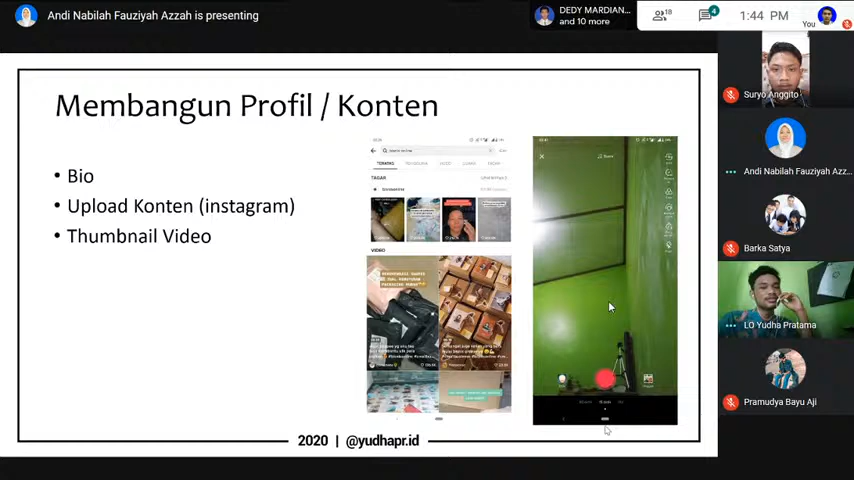 Andi Nabilah Fauziyah Azzah is presenting
DEDY MARDIAN...
and 10 more
18
4
1:44 PM
You
Membangun Profil / Konten
• Bio
• Upload Konten (instagram)
• Thumbnail Video
TERATAS
TAGAR
VIDEO
2020 | @yudhapr.id
Suryo Anggito
Andi Nabilah Fauziyah Azz...
Barka Satya
LO Yudha Pratama
Pramudya Bayu Aji